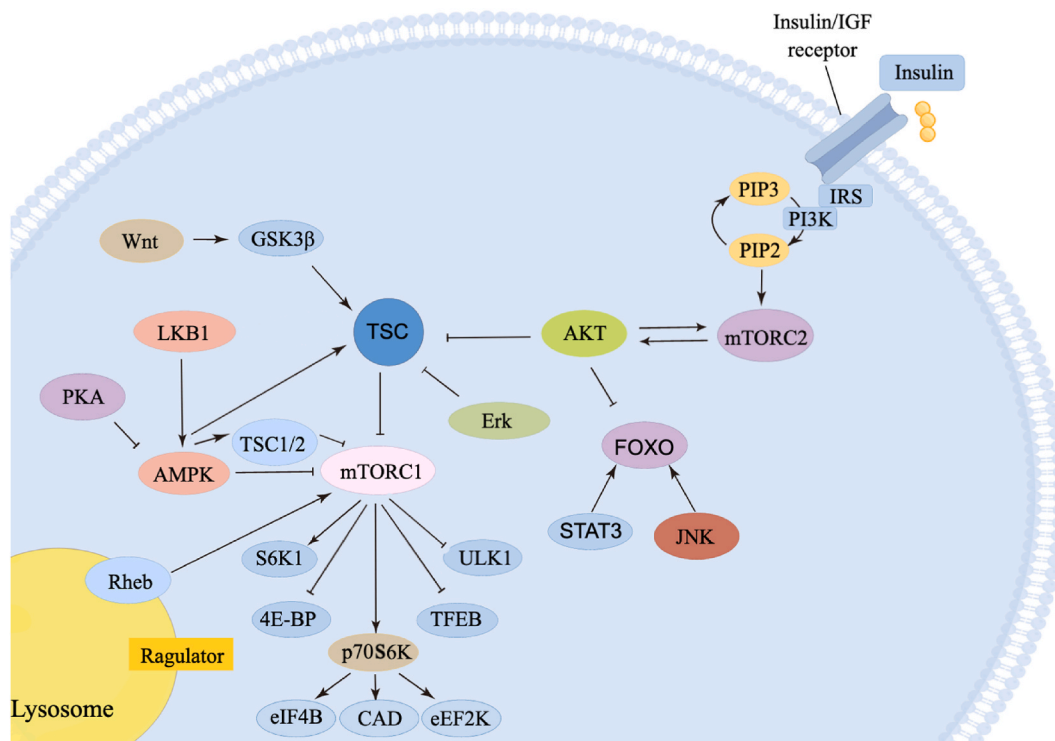 Insulin/IGF
receptor
Insulin
PIP3
IRS
PI3K
PIP2
Wnt
GSK3β
LKB1
TSC
AKT
mTORC2
PKA
Erk
TSC1/2
FOXO
AMPK
mTORC1
STAT3
JNK
S6K1
ULK1
Rheb
4E-BP
TFEB
Ragulator
p70S6K
Lysosome
eIF4B
CAD
eEF2K